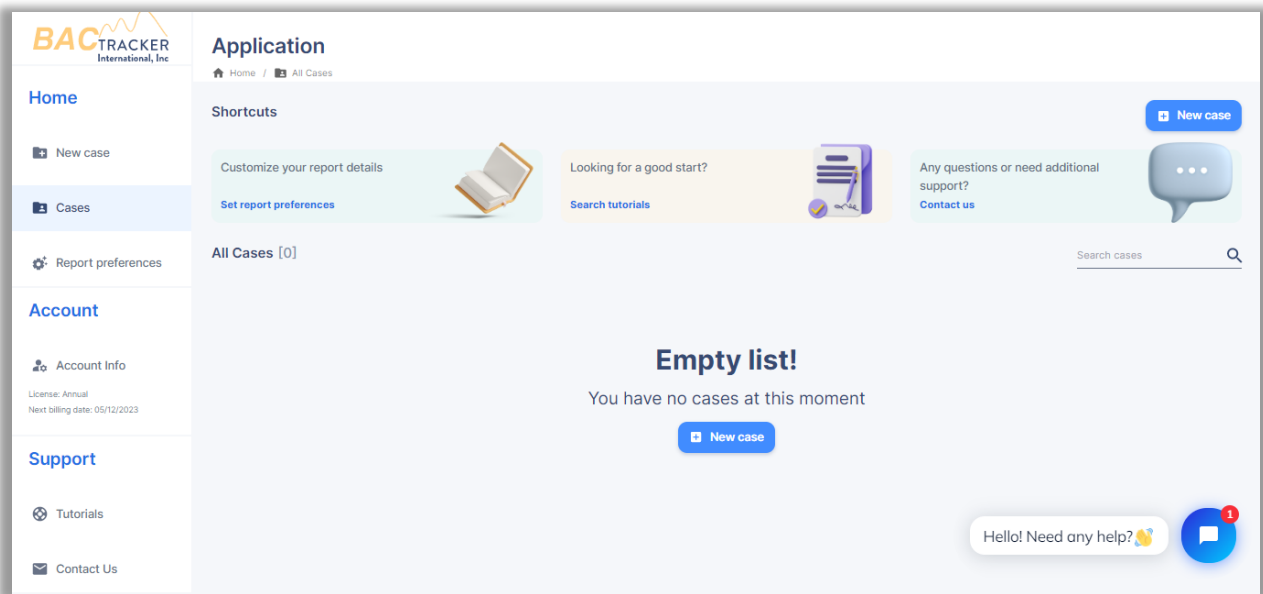 BACTRACKER
International, Inc
Home
New case
Cases
Report preferences
Account
Account Info
License: Annual
Next billing date: 05/12/2023
Support
Tutorials
Contact Us
Application
Home / All Cases
Shortcuts
New case
Customize your report details
Set report preferences
Looking for a good start?
Search tutorials
Any questions or need additional
support?
Contact us
All Cases [0]
Search cases
Empty list!
You have no cases at this moment
New case
Hello! Need any help?👋
1